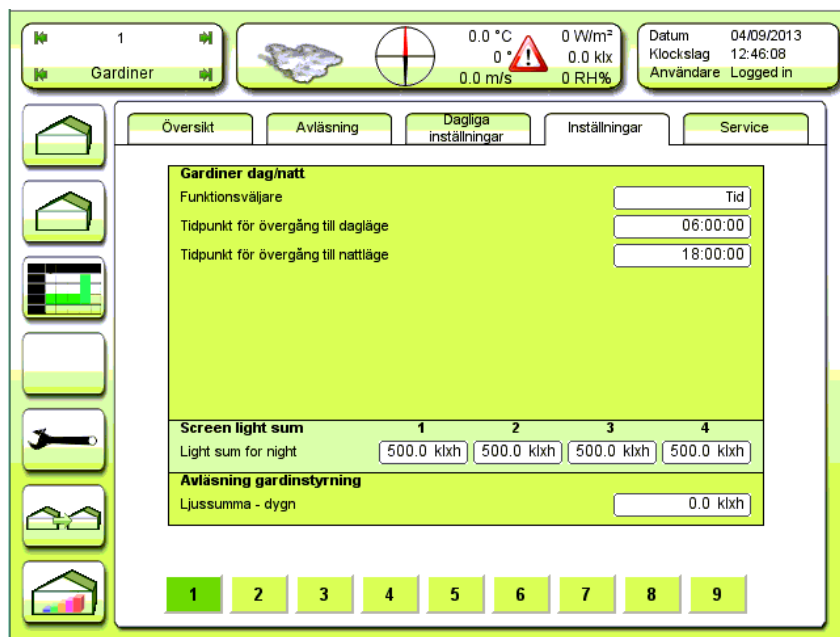 1
Gardiner
0.0 °C 0 W/m²
0 ° 0.0 klx
0.0 m/s 0 RH%
Datum 04/09/2013
Klockslag 12:46:08
Användare Logged in
Översikt
Avläsning
Dagliga
inställningar
Inställningar
Service
Gardiner dag/natt
Funktionsväljare Tid
Tidpunkt för övergång till dagläge 06:00:00
Tidpunkt för övergång till nattläge 18:00:00
Screen light sum 1 2 3 4
Light sum for night 500.0 klxh 500.0 klxh 500.0 klxh 500.0 klxh
Avläsning gardinstyrning
Ljussumma - dygn 0.0 klxh
1 2 3 4 5 6 7 8 9